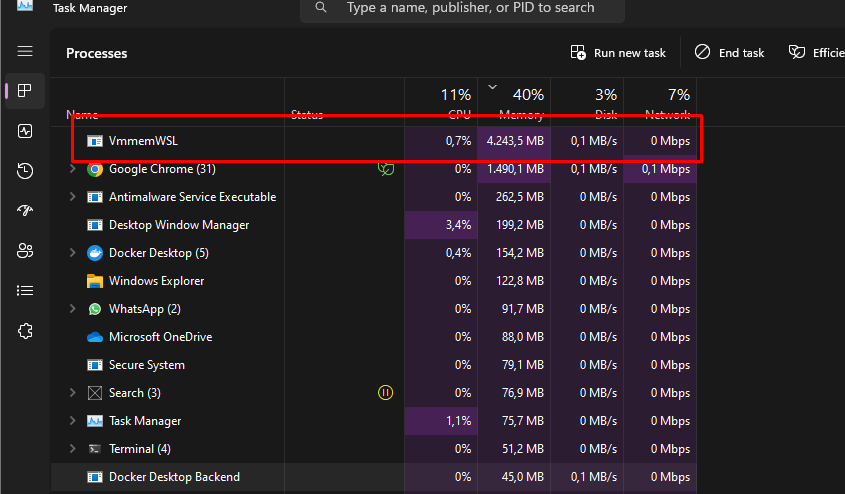 Task Manager
Type a name, publisher, or PID to search
Processes
Run new task
End task
Efficie
11% 40% 3% 7%
Name Status CPU Memory Disk Network
VmmemWSL 0,7% 4.243,5 MB 0,1 MB/s 0 Mbps
Google Chrome (31) 0% 1.490,1 MB 0,1 MB/s 0,1 Mbps
Antimalware Service Executable 0% 262,5 MB 0 MB/s 0 Mbps
Desktop Window Manager 3,4% 199,2 MB 0 MB/s 0 Mbps
Docker Desktop (5) 0,4% 154,2 MB 0 MB/s 0 Mbps
Windows Explorer 0% 122,8 MB 0 MB/s 0 Mbps
WhatsApp (2) 0% 91,7 MB 0 MB/s 0 Mbps
Microsoft OneDrive 0% 88,0 MB 0 MB/s 0 Mbps
Secure System 0% 79,1 MB 0 MB/s 0 Mbps
Search (3) 0% 76,9 MB 0 MB/s 0 Mbps
Task Manager 1,1% 75,7 MB 0 MB/s 0 Mbps
Terminal (4) 0% 51,2 MB 0 MB/s 0 Mbps
Docker Desktop Backend 0% 45,0 MB 0,1 MB/s 0 Mbps